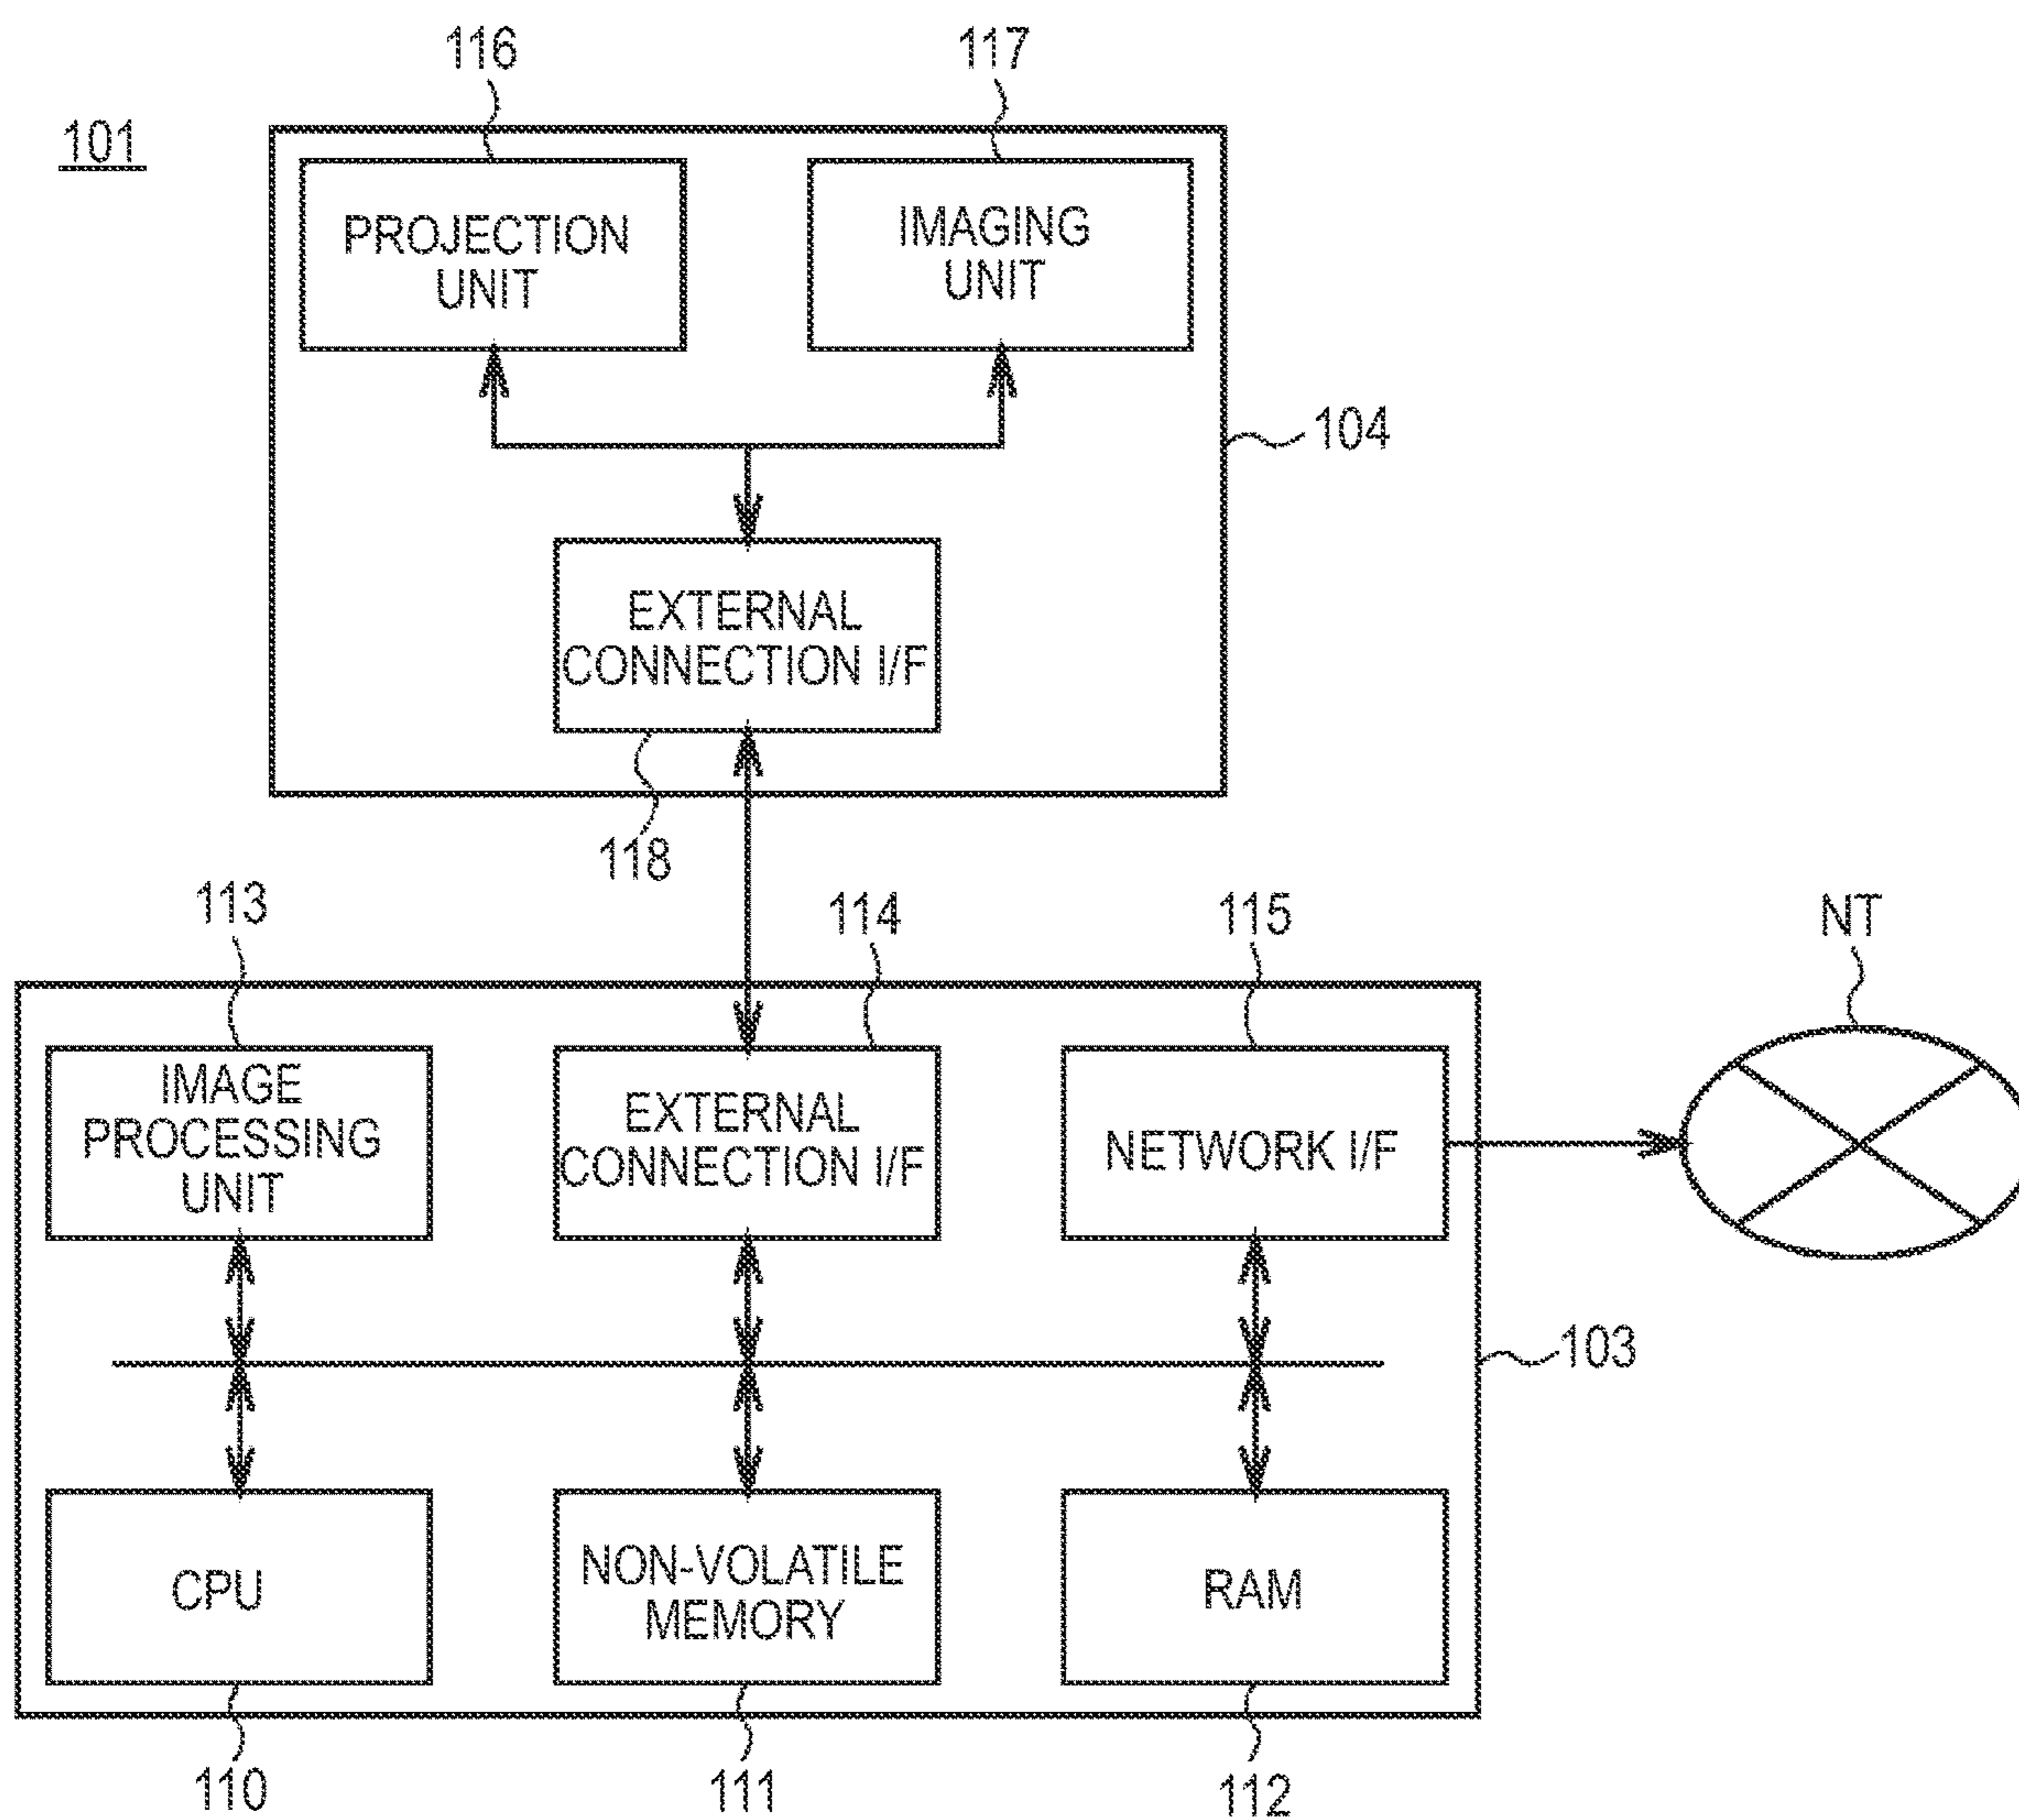 116
117
101
PROJECTION
UNIT
IMAGING
UNIT
104
EXTERNAL
CONNECTION I/F
118
113
114
115
NT
IMAGE
PROCESSING
UNIT
EXTERNAL
CONNECTION I/F
NETWORK I/F
103
CPU
NON-VOLATILE
MEMORY
RAM
110
111
112